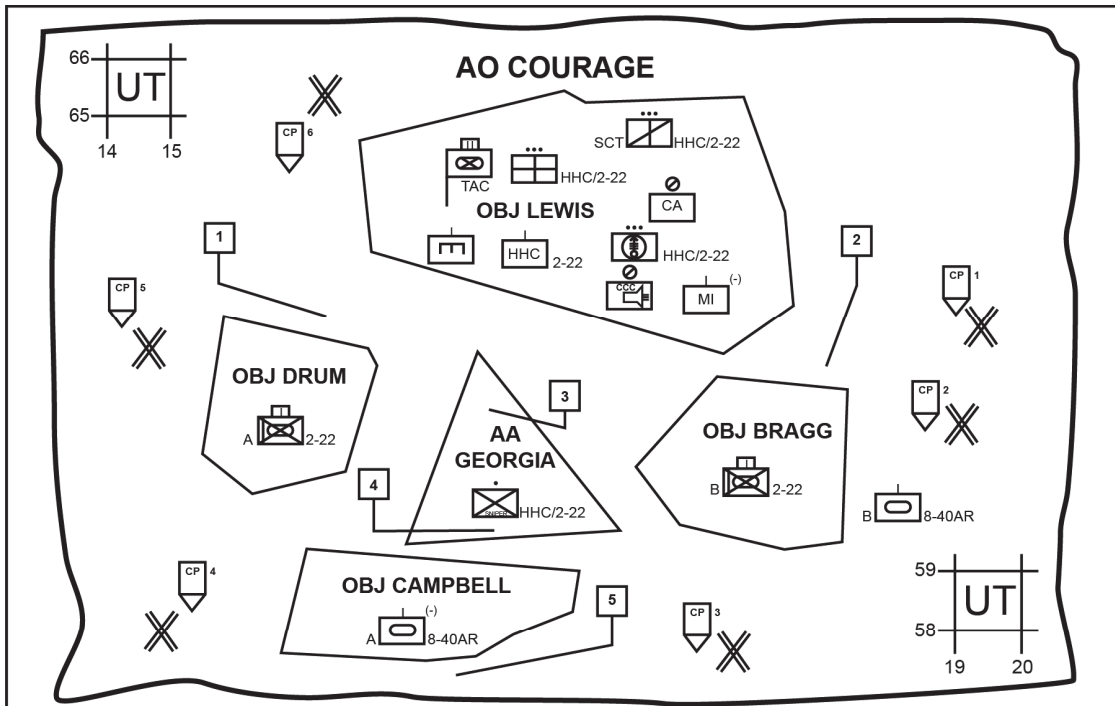 AO COURAGE
66
UT
65
14 15
CP 6
SCT HHC/2-22
TAC
HHC/2-22
CA
OBJ LEWIS
HHC 2-22
HHC/2-22
CCC
MI (-)
1
2
CP 5
CP 1
OBJ DRUM
A 2-22
3
AA
GEORGIA
SNIPER HHC/2-22
4
CP 2
OBJ BRAGG
B 2-22
B 8-40AR
CP 4
OBJ CAMPBELL
A (-) 8-40AR
5
CP 3
59
UT
58
19 20